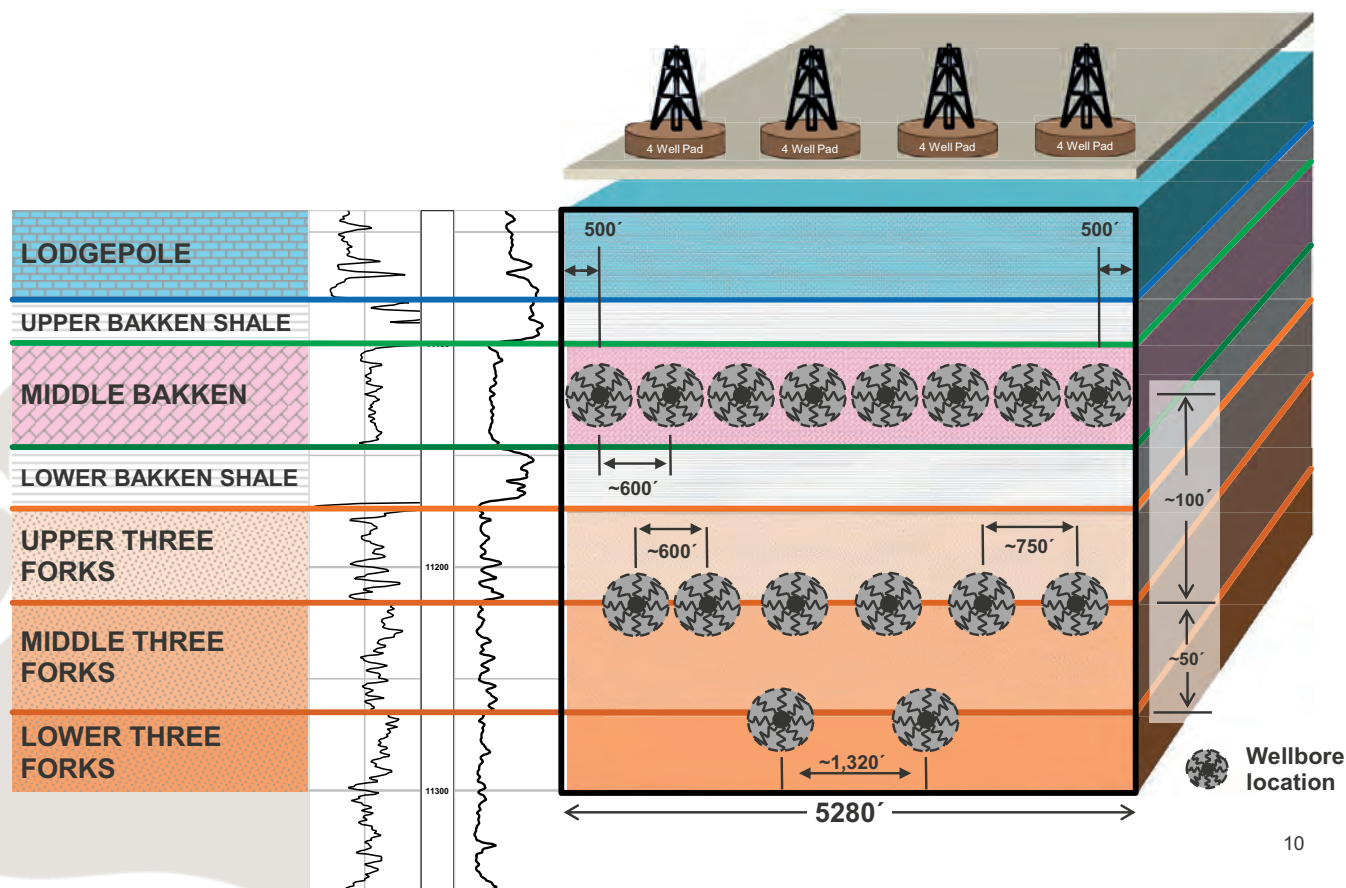 4 Well Pad
4 Well Pad
4 Well Pad
4 Well Pad
LODGEPOLE
500´
500´
UPPER BAKKEN SHALE
MIDDLE BAKKEN
LOWER BAKKEN SHALE
~600´
~100´
UPPER THREE
FORKS
~600´
~750´
11200
MIDDLE THREE
FORKS
~50´
LOWER THREE
FORKS
~1,320´
Wellbore
location
11300
5280´
10